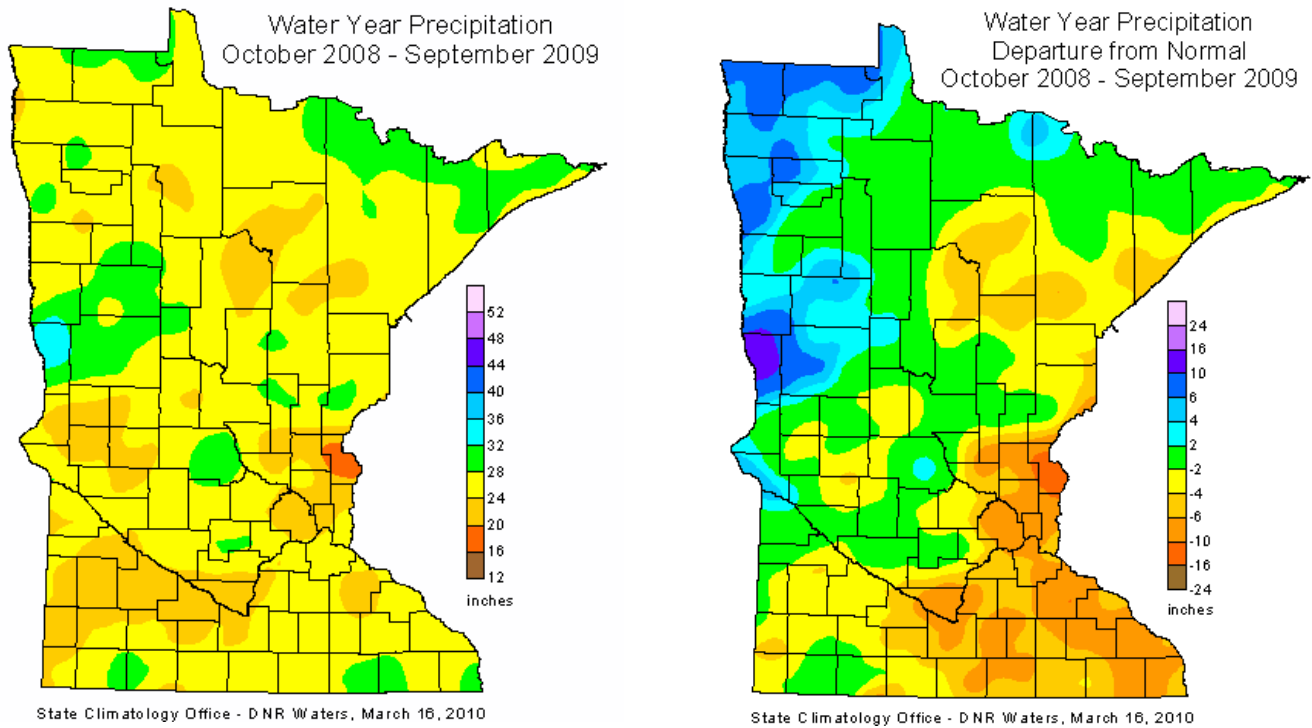 Water Year Precipitation
October 2008 - September 2009
52
48
44
40
36
32
28
24
20
16
12
inches
State Climatology Office - DNR Waters, March 16, 2010
Water Year Precipitation
Departure from Normal
October 2008 - September 2009
24
16
10
6
4
2
-2
-4
-6
-10
-16
-24
inches
State Climatology Office - DNR Waters, March 16, 2010